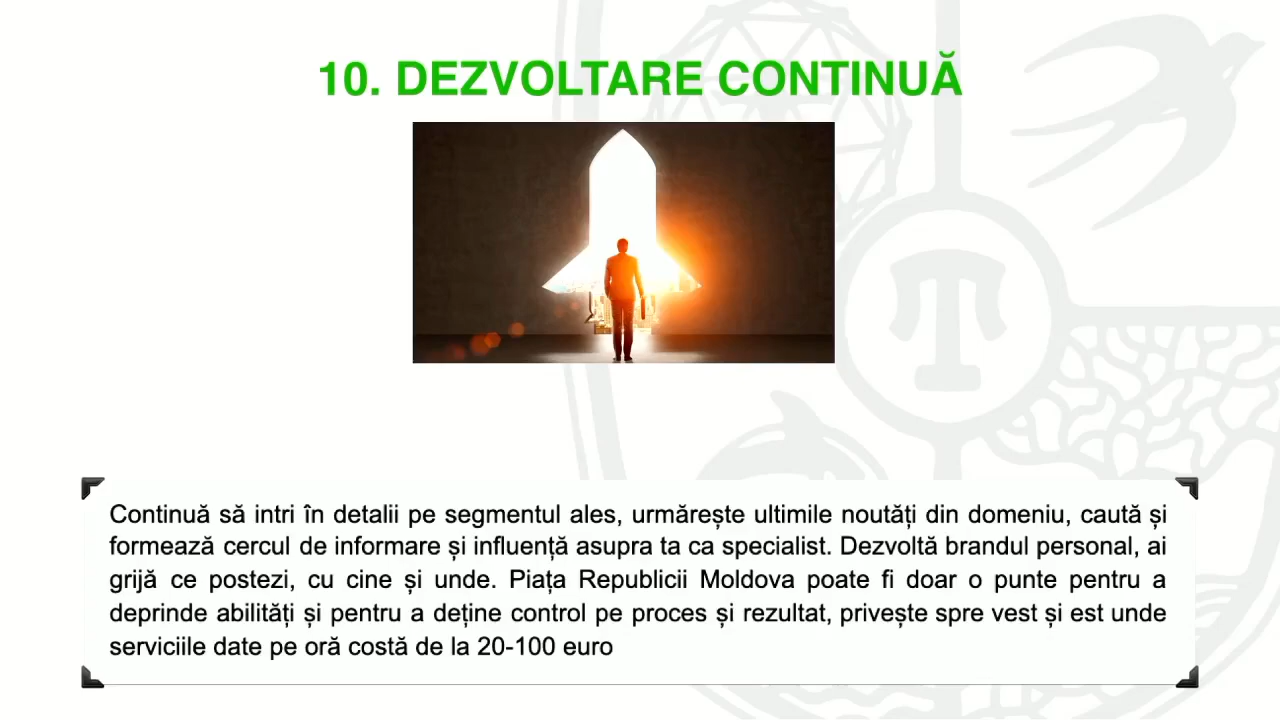 10. DEZVOLTARE CONTINUĂ
Continuă să intri în detalii pe segmentul ales, urmărește ultimile noutăți din domeniu, caută și
formează cercul de informare și influență asupra ta ca specialist. Dezvoltă brandul personal, ai
grijă ce postezi, cu cine și unde. Piața Republicii Moldova poate fi doar o punte pentru a
deprinde abilități și pentru a deține control pe proces și rezultat, privește spre vest și est unde
serviciile date pe oră costă de la 20-100 euro